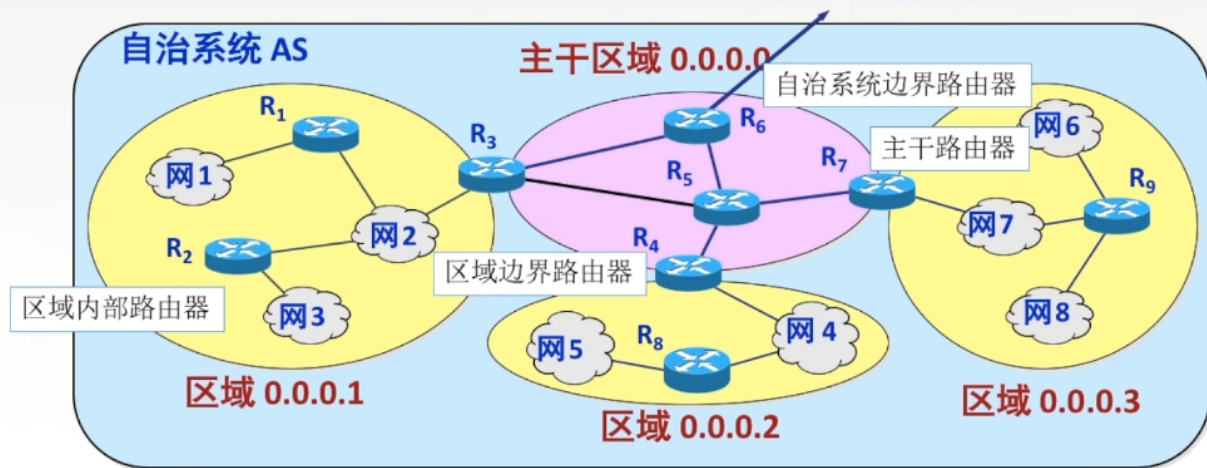 自治系统 AS
主干区域 0.0.0.0
自治系统边界路由器
R1
R6
网6
R3
主干路由器
R7
网1
R5
R9
网2
网7
R2
R4
区域边界路由器
区域内部路由器
网3
网8
网4
网5
R8
区域 0.0.0.1
区域 0.0.0.2
区域 0.0.0.3